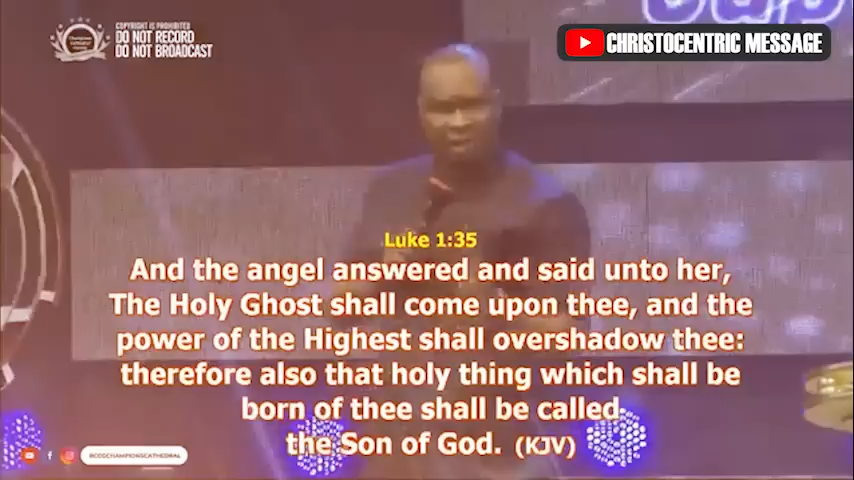 COPYRIGHT IS PROHIBITED
DO NOT RECORD
DO NOT BROADCAST
CHRISTOCENTRIC MESSAGE
Luke 1:35
And the angel answered and said unto her,
The Holy Ghost shall come upon thee, and the
power of the Highest shall overshadow thee:
therefore also that holy thing which shall be
born of thee shall be called
the Son of God. (KJV)
RCCGCHAMPIONSCATHEDRAL